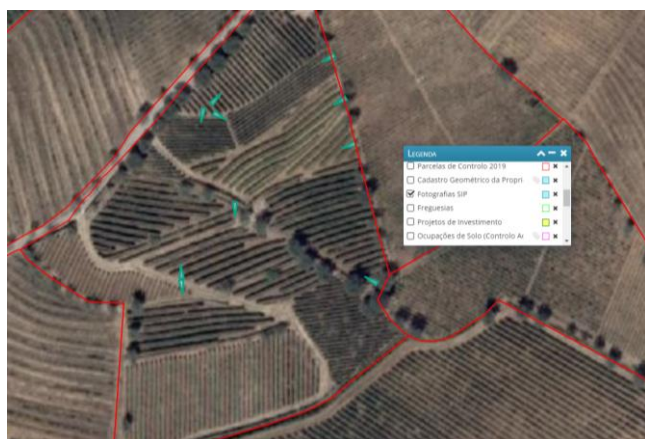 LEGENDA
Parcelas de Controlo 2019
Cadastro Geométrico da Propri
Fotografias SIP
Freguesias
Projetos de Investimento
Ocupações de Solo (Controlo Ac